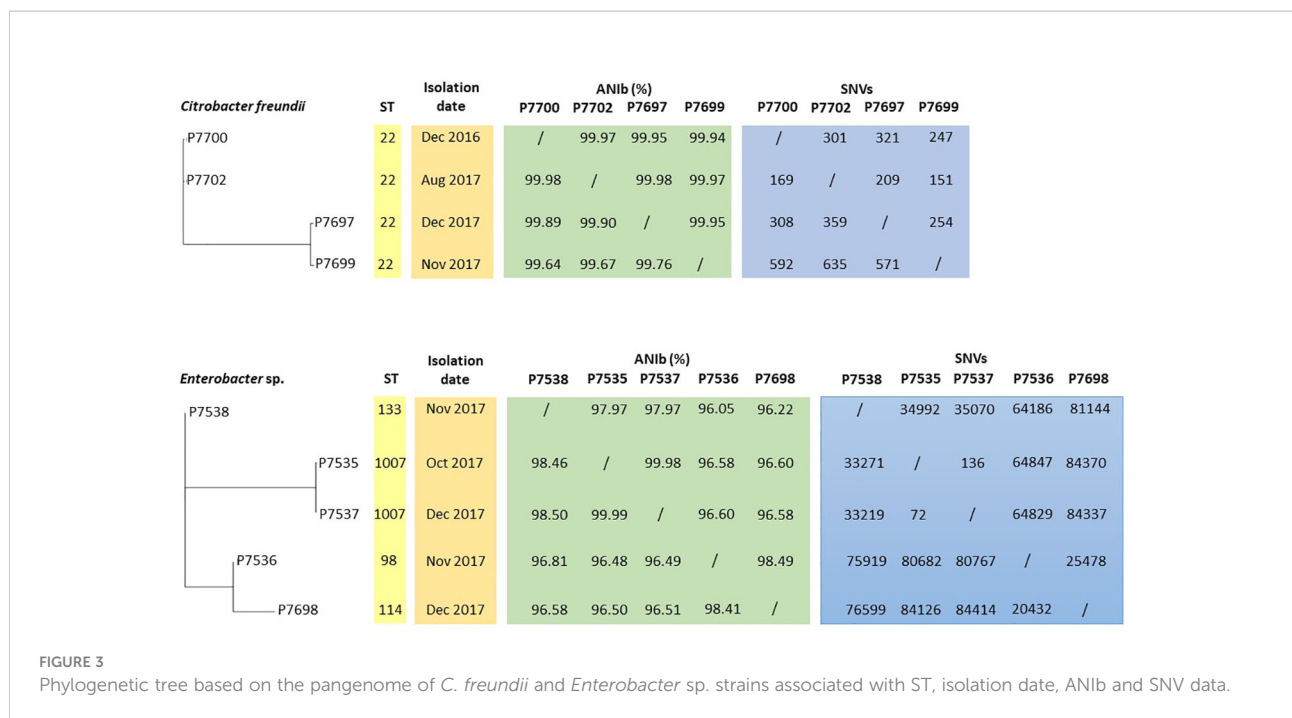 Isolation ANIb (%) SNVs
Citrobacter freundii ST date P7700 P7702 P7697 P7699 P7700 P7702 P7697 P7699
P7700 22 Dec 2016 / 99.97 99.95 99.94 / 301 321 247
P7702 22 Aug 2017 99.98 / 99.98 99.97 169 / 209 151
P7697 22 Dec 2017 99.89 99.90 / 99.95 308 359 / 254
P7699 22 Nov 2017 99.64 99.67 99.76 / 592 635 571 /
Isolation ANIb (%) SNVs
Enterobacter sp. ST date P7538 P7535 P7537 P7536 P7698 P7538 P7535 P7537 P7536 P7698
P7538 133 Nov 2017 / 97.97 97.97 96.05 96.22 / 34992 35070 64186 81144
P7535 1007 Oct 2017 98.46 / 99.98 96.58 96.60 33271 / 136 64847 84370
P7537 1007 Dec 2017 98.50 99.99 / 96.60 96.58 33219 72 / 64829 84337
P7536 98 Nov 2017 96.81 96.48 96.49 / 98.49 75919 80682 80767 / 25478
P7698 114 Dec 2017 96.58 96.50 96.51 98.41 / 76599 84126 84414 20432 /
FIGURE 3
Phylogenetic tree based on the pangenome of C. freundii and Enterobacter sp. strains associated with ST, isolation date, ANIb and SNV data.